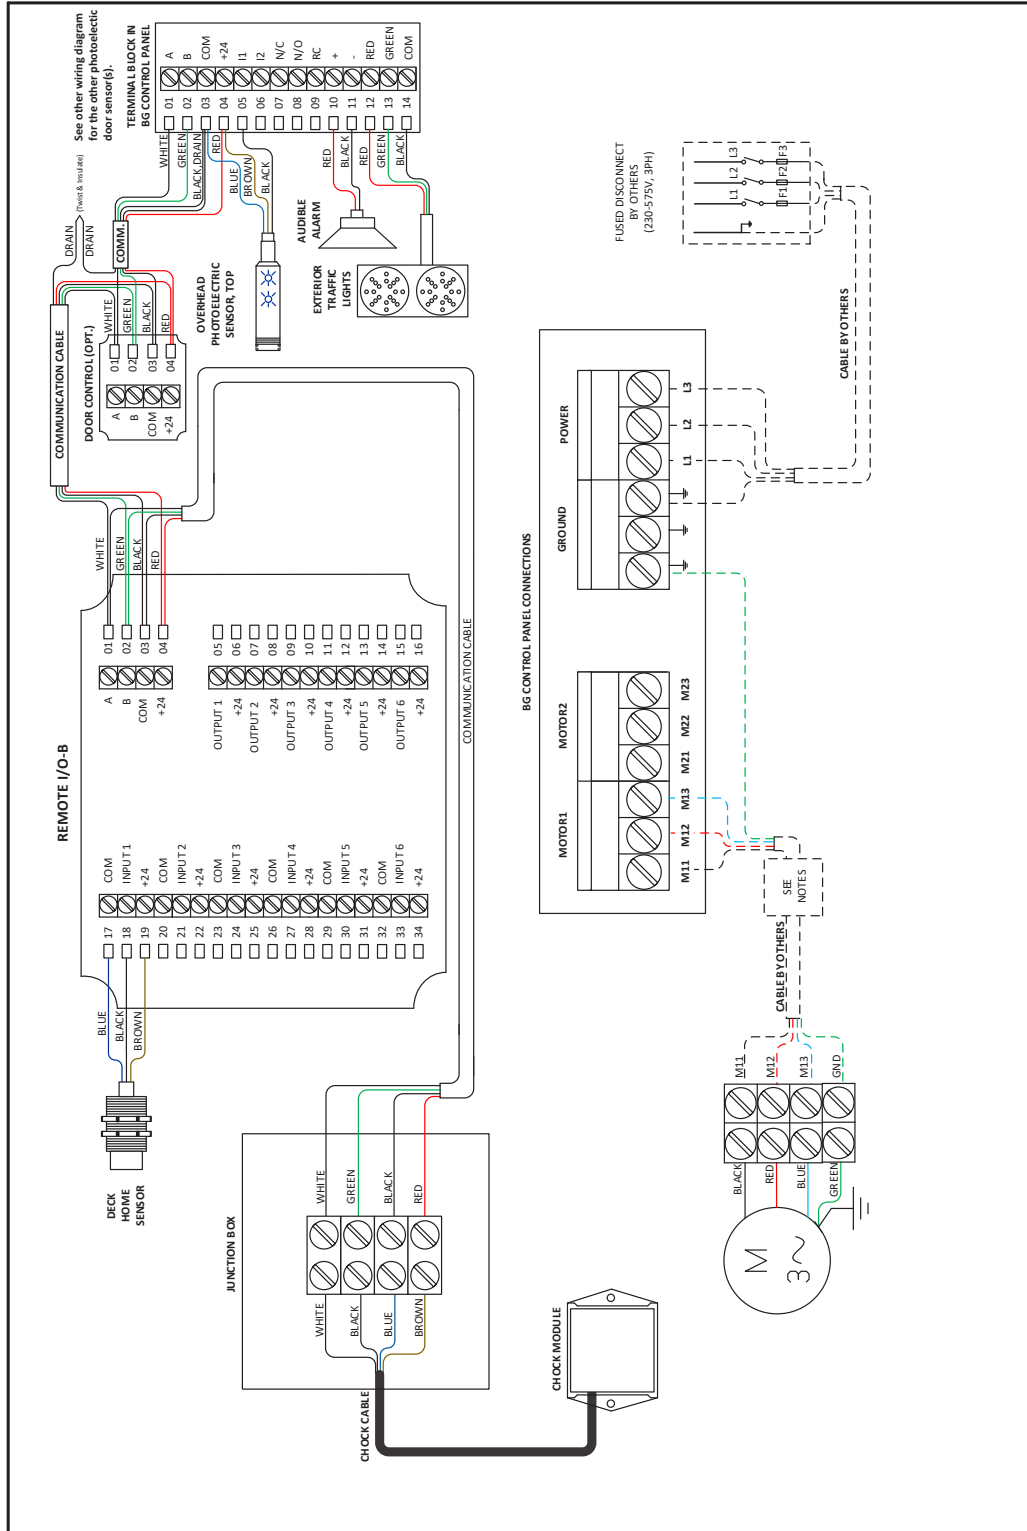 See other wiring diagram
for the other photoelectic
door sensor(s).
TERMINAL BLOCK IN
BG CONTROL PANEL
A
B
COM
+24
I1
I2
N/C
N/O
RC
+
-
RED
GREEN
COM
01
02
03
04
05
06
07
08
09
10
11
12
13
14
WHITE
GREEN
BLACK,DRAIN
RED
BLUE
BROWN
BLACK
RED
BLACK
RED
GREEN
BLACK
(Twist & Insulate)
DRAIN
DRAIN
COMM.
OVERHEAD
PHOTOELECTRIC
SENSOR, TOP
AUDIBLE
ALARM
EXTERIOR
TRAFFIC
LIGHTS
COMMUNICATION CABLE
DOOR CONTROL (OPT.)
WHITE
GREEN
BLACK
RED
01
02
03
04
A
B
COM
+24
WHITE
GREEN
BLACK
RED
REMOTE I/O-B
01
02
03
04
A
B
COM
+24
05
06
07
08
09
10
11
12
13
14
15
16
OUTPUT 1
+24
OUTPUT 2
+24
OUTPUT 3
+24
OUTPUT 4
+24
OUTPUT 5
+24
OUTPUT 6
+24
COM
INPUT 1
+24
COM
INPUT 2
+24
COM
INPUT 3
+24
COM
INPUT 4
+24
COM
INPUT 5
+24
COM
INPUT 6
+24
17
18
19
20
21
22
23
24
25
26
27
28
29
30
31
32
33
34
BLUE
BLACK
BROWN
DECK
HOME
SENSOR
COMMUNICATION CABLE
JUNCTION BOX
WHITE
GREEN
BLACK
RED
WHITE
BLACK
BLUE
BROWN
CHOCK CABLE
CHOCK MODULE
FUSED DISCONNECT
BY OTHERS
(230-575V, 3PH)
L3
L2
L1
F3
F2
F1
CABLE BY OTHERS
BG CONTROL PANEL CONNECTIONS
POWER
GROUND
MOTOR2
MOTOR1
L3
L2
L1
M23
M22
M21
M13
M12
M11
SEE
NOTES
CABLE BY OTHERS
M11
M12
M13
GND
BLACK
RED
BLUE
GREEN
M
3~